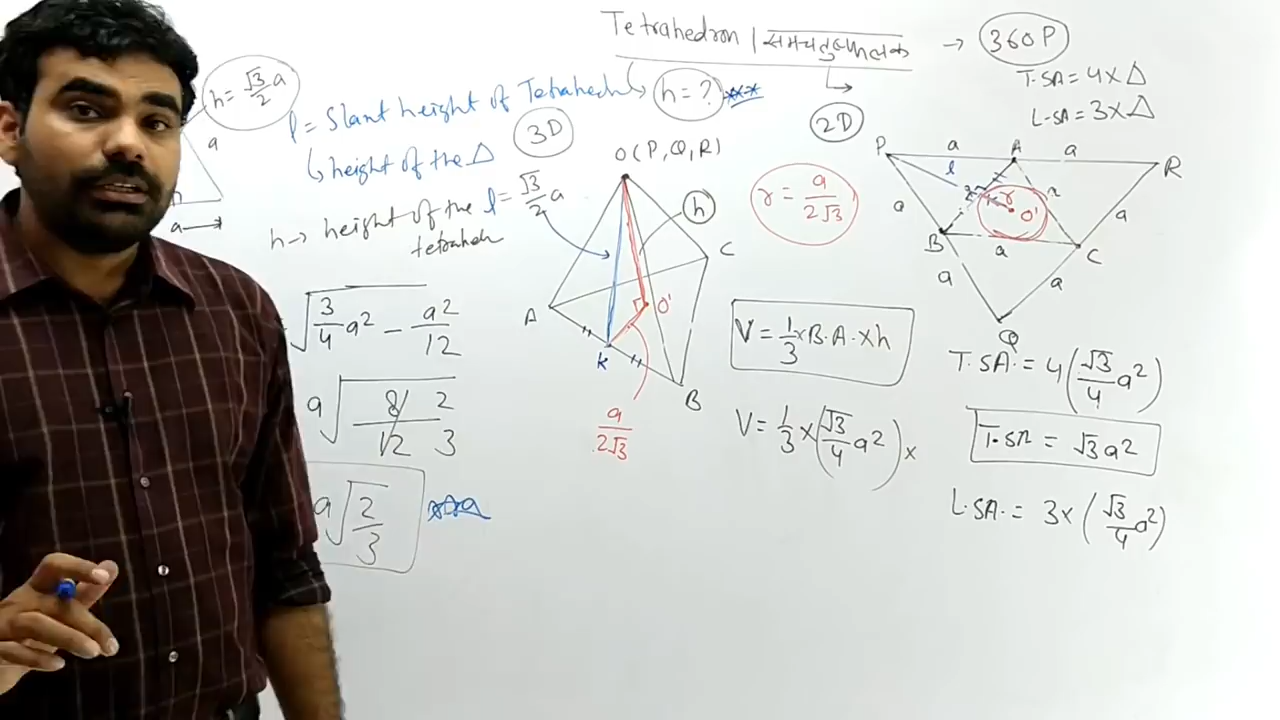 Tetrahedron | समचतुष्फलक → 360P
h = √3/2 a
a
a
l = Slant height of Tetrahedron h = ?
↳ height of the Δ
l = √3/2 a
h → height of the
√(3/4 a² - a²/12)
a√(8/12 2/3)
a√(2/3)
3D
O (P, Q, R)
h
C
A
O'
K
B
a/2√3
2D
r = a/2√3
T.SA = 4 × Δ
L.SA = 3 × Δ
P a A a R
l
r
a O' a
B a C
a a
Q
V = 1/3 × B.A. × h
V = 1/3 × (√3/4 a²) ×
T.SA. = 4 (√3/4 a²)
T.SA = √3 a²
L.SA. = 3 × (√3/4 a²)